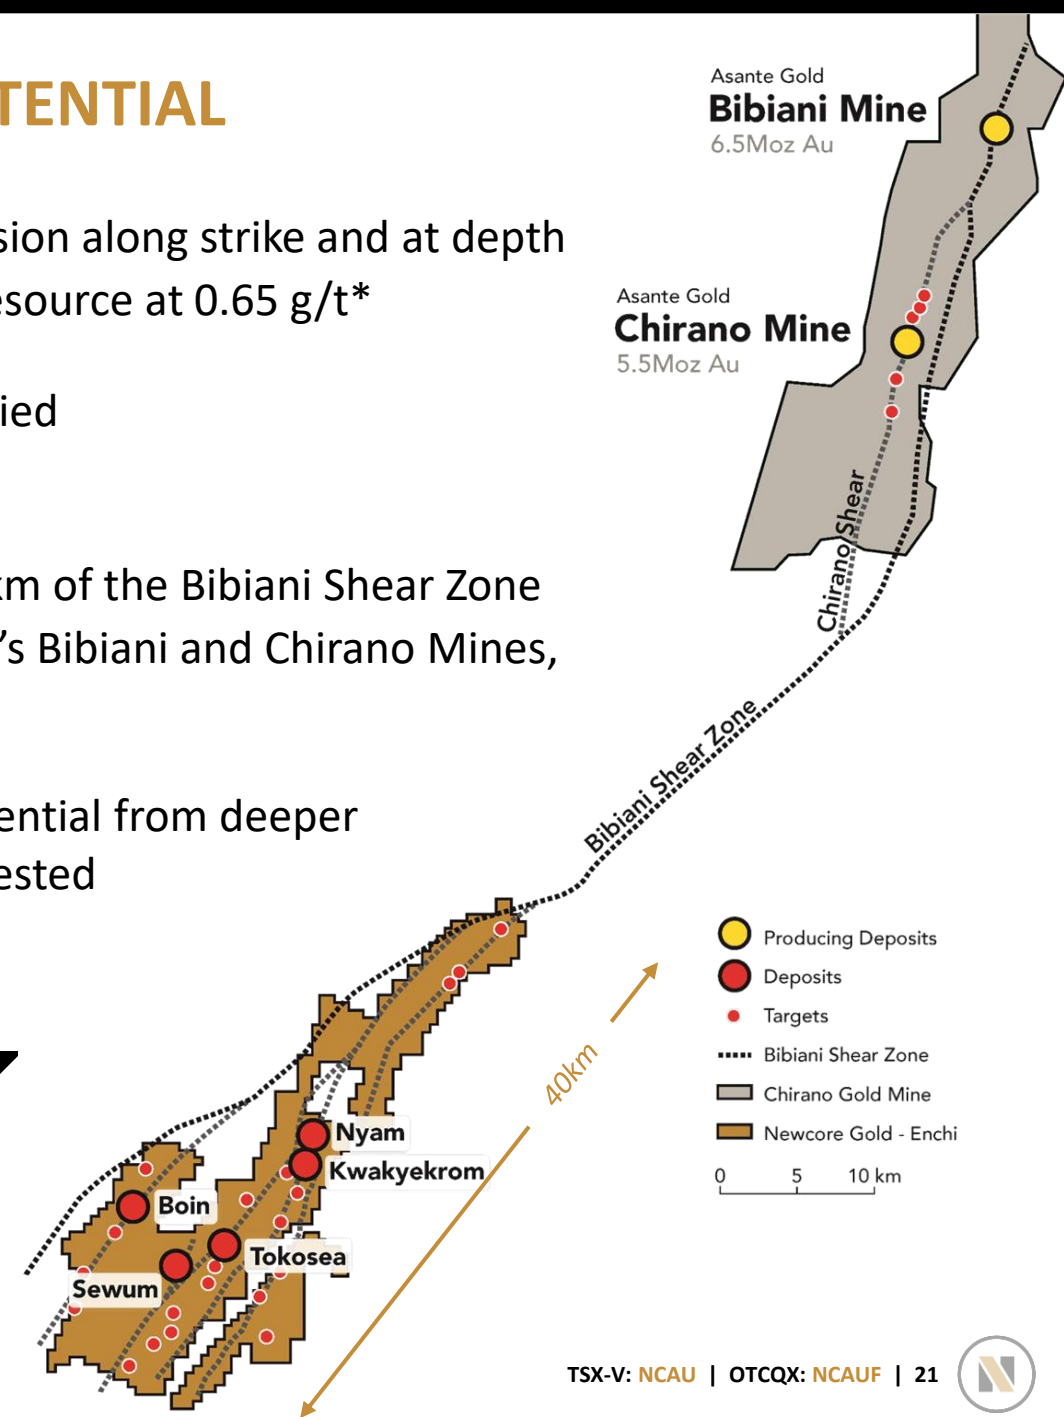 TENTIAL
sion along strike and at depth
esource at 0.65 g/t*
ied
km of the Bibiani Shear Zone
's Bibiani and Chirano Mines,
ential from deeper
ested
Asante Gold
Bibiani Mine
6.5Moz Au
Asante Gold
Chirano Mine
5.5Moz Au
Chirano Shear
Bibiani Shear Zone
40km
Nyam
Kwakyekrom
Boin
Tokosea
Sewum
Producing Deposits
Deposits
Targets
Bibiani Shear Zone
Chirano Gold Mine
Newcore Gold - Enchi
0 5 10 km
TSX-V: NCAU | OTCQX: NCAUF | 21
N